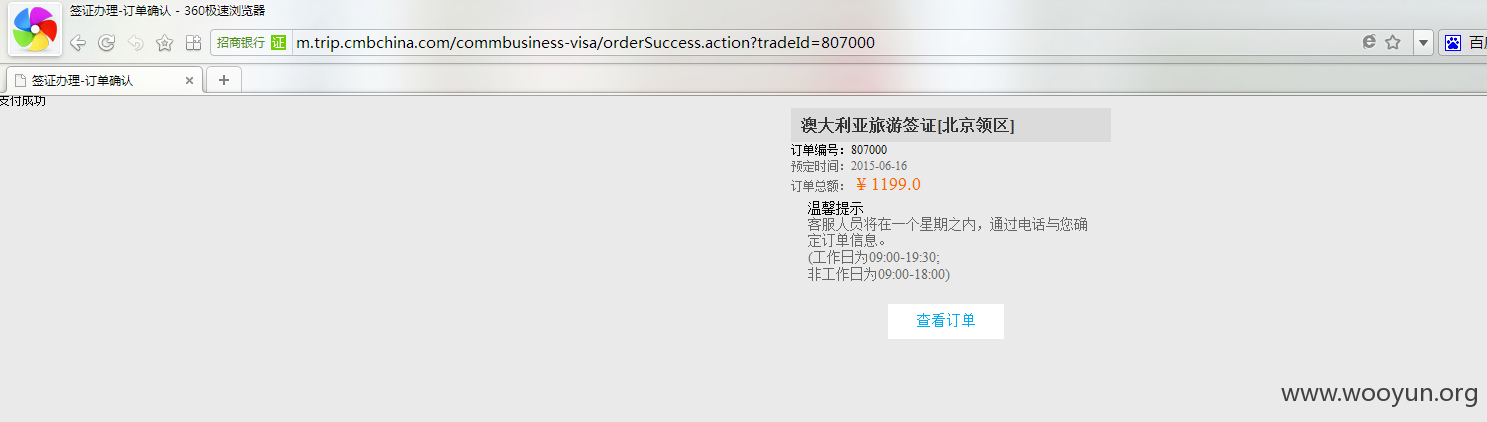 签证办理-订单确认 - 360极速浏览器
招商银行 证 m.trip.cmbchina.com/commbusiness-visa/orderSuccess.action?tradeId=807000
签证办理-订单确认
支付成功
澳大利亚旅游签证[北京领区]
订单编号：807000
预定时间：2015-06-16
订单总额： ￥1199.0
温馨提示
客服人员将在一个星期之内，通过电话与您确
定订单信息。
(工作日为09:00-19:30;
非工作日为09:00-18:00)
查看订单
www.wooyun.org